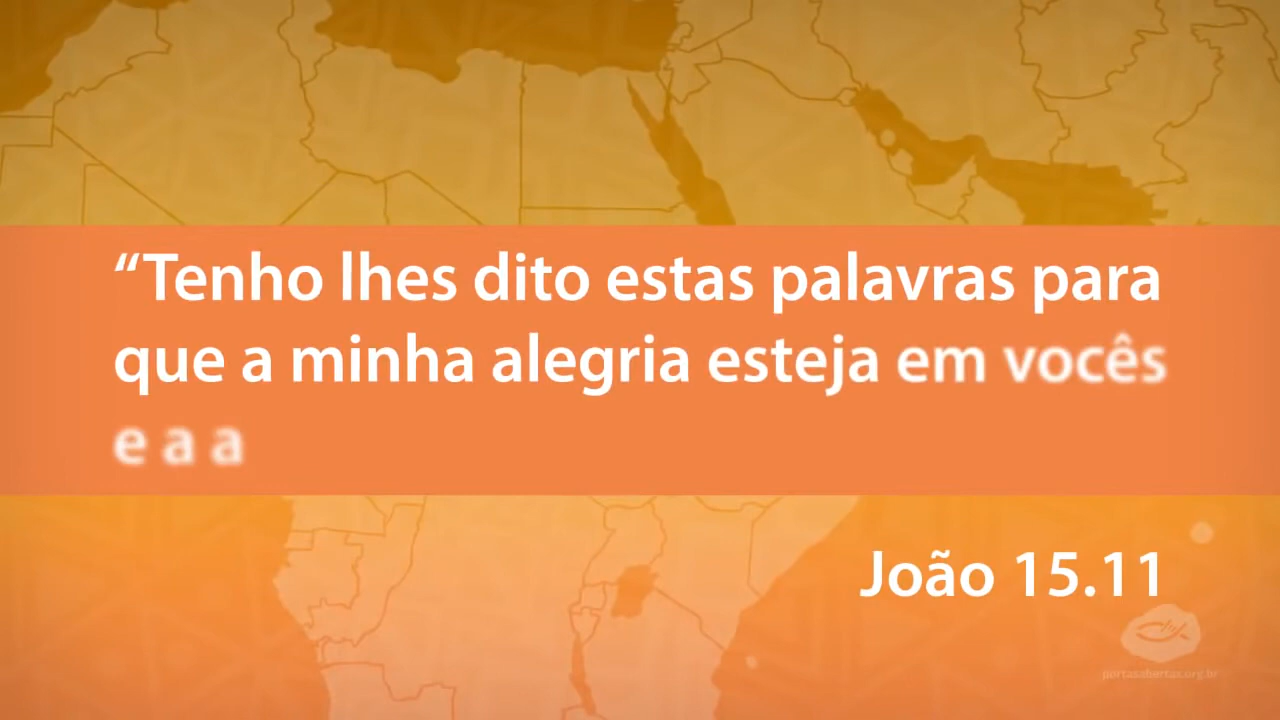 “Tenho lhes dito estas palavras para
que a minha alegria esteja em vocês
e a a
João 15.11
portasabertas.org.br